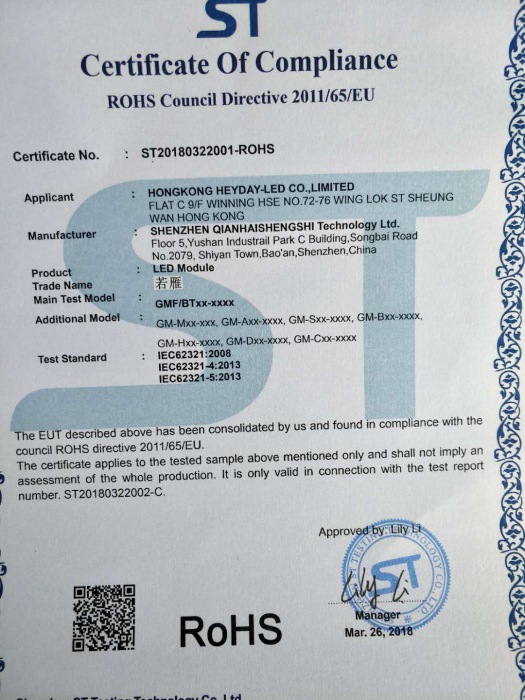 ST
Certificate Of Compliance
ROHS Council Directive 2011/65/EU
Certificate No. : ST20180322001-ROHS
Applicant : HONGKONG HEYDAY-LED CO.,LIMITED
FLAT C 9/F WINNING HSE NO.72-76 WING LOK ST SHEUNG
WAN HONG KONG
Manufacturer : SHENZHEN QIANHAISHENGSHI Technology Ltd.
Floor 5,Yushan Industrail Park C Building,Songbai Road
No.2079, Shiyan Town,Bao'an,Shenzhen,China
Product : LED Module
Trade Name : 若雁
Main Test Model : GMF/BTxx-xxxx
Additional Model : GM-Mxx-xxx, GM-Axx-xxxx, GM-Sxx-xxxx, GM-Bxx-xxxx,
GM-Hxx-xxxx, GM-Dxx-xxxx, GM-Cxx-xxxx
Test Standard : IEC62321:2008
IEC62321-4:2013
IEC62321-5:2013
The EUT described above has been consolidated by us and found in compliance with the
council ROHS directive 2011/65/EU.
The certificate applies to the tested sample above mentioned only and shall not imply an
assessment of the whole production. It is only valid in connection with the test report
number. ST20180322002-C.
Approved by: Lily Li
ST
Lily Li
Manager
Mar. 26, 2018
RoHS
ST Testing Technology Co.,Ltd